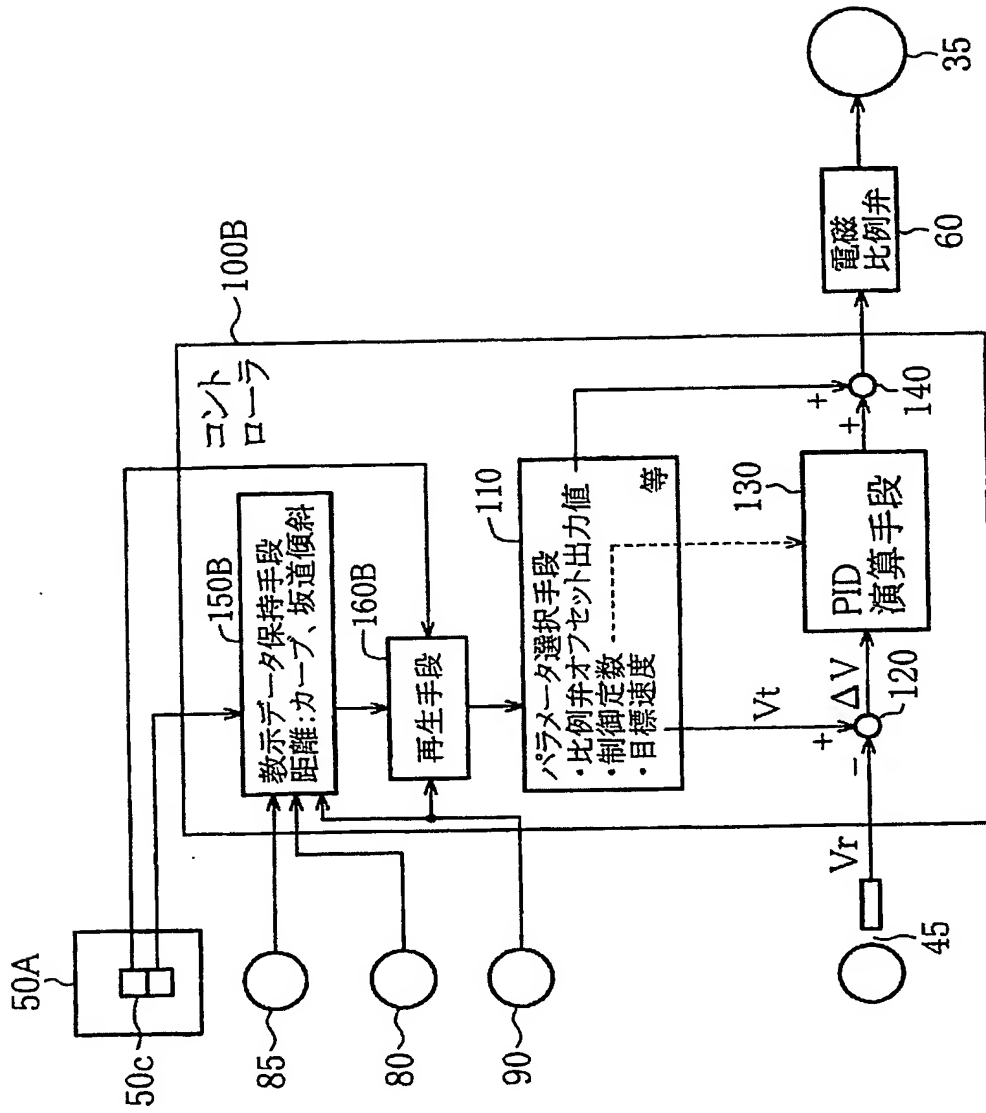 50A
50c
85
80
90
45
Vr
100B
コント
ローラ
150B
教示データ保持手段
距離:カーブ、坂道傾斜
160B
再生手段
110
パラメータ選択手段
・比例弁オフセット出力値
・制御定数
・目標速度
等
Vt
+
-
ΔV
120
130
PID
演算手段
+
+
140
電磁
比例弁
60
35